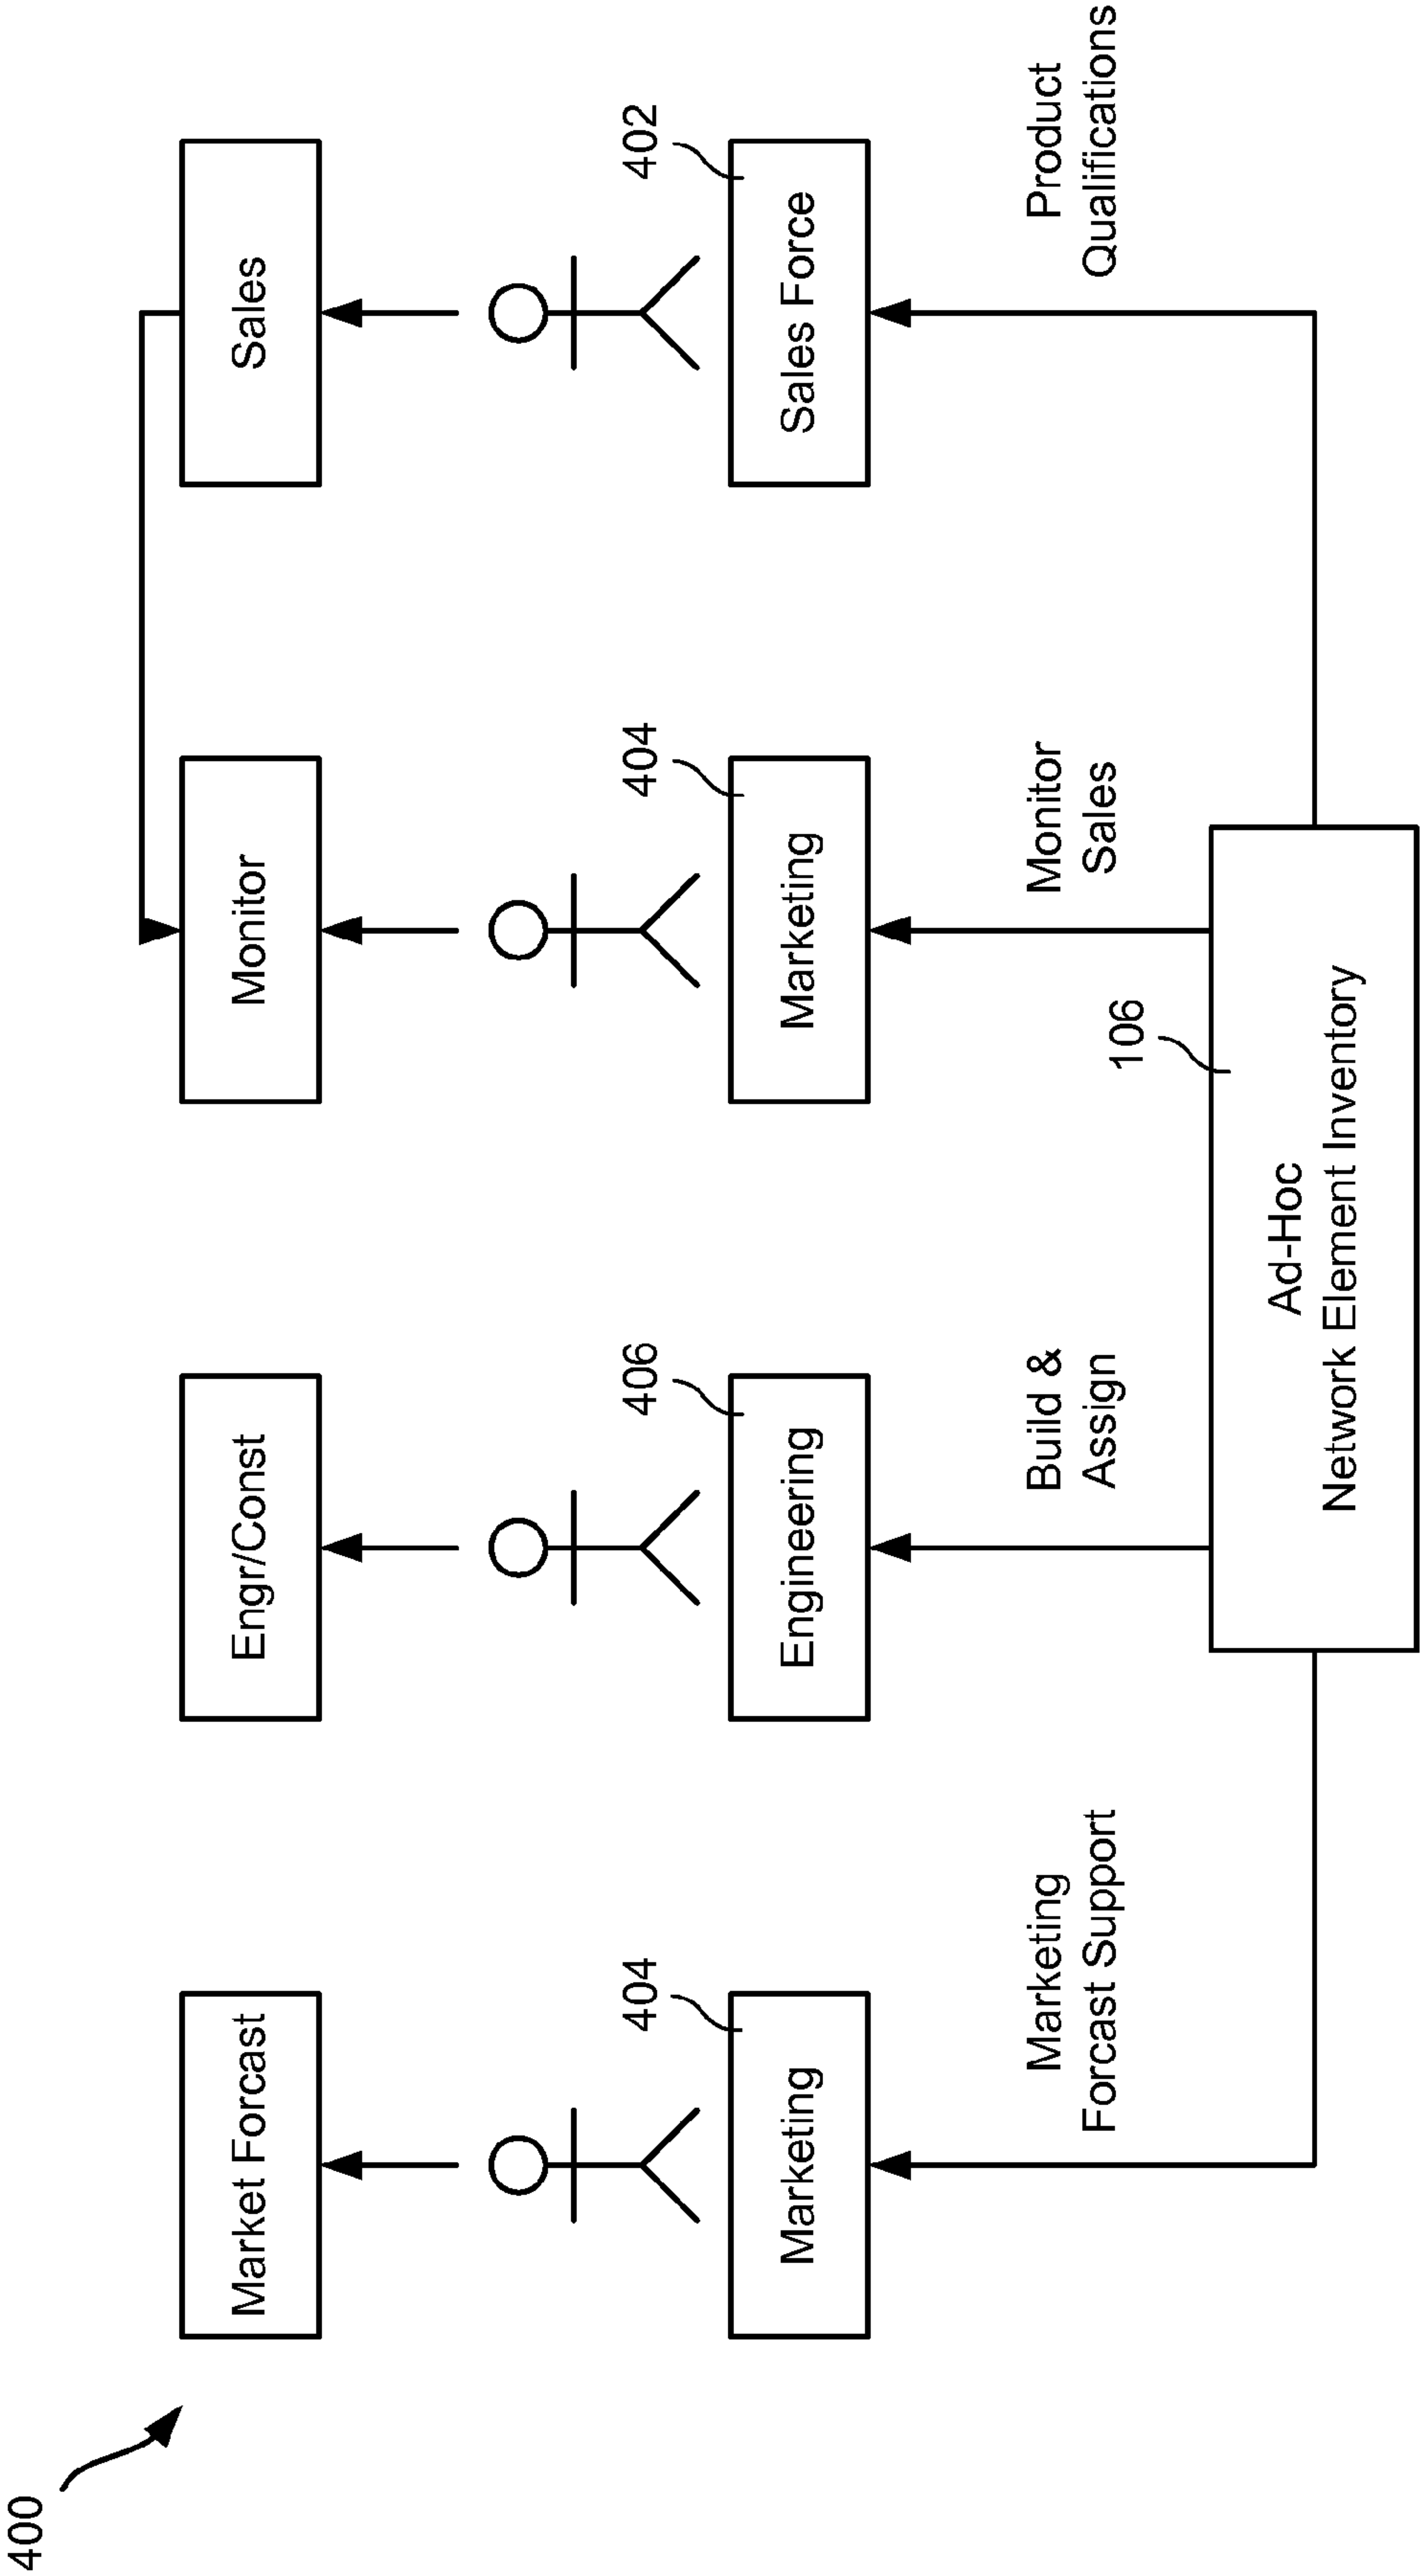 400
Market Forcast
Engr/Const
Monitor
Sales
404
406
404
402
Marketing
Engineering
Marketing
Sales Force
Marketing
Forcast Support
Build &
Assign
Monitor
Sales
Product
Qualifications
106
Ad-Hoc
Network Element Inventory